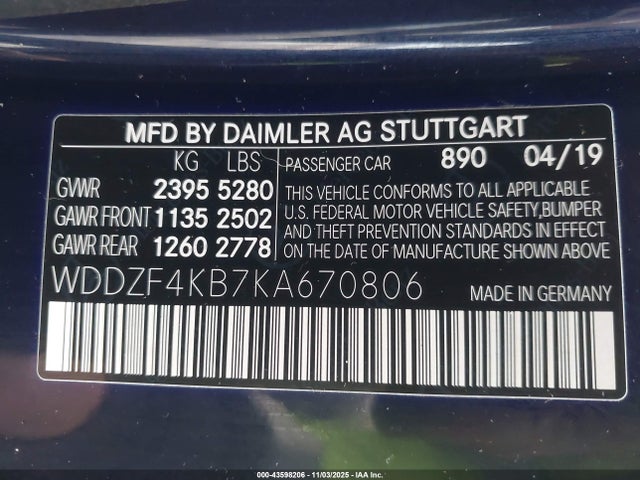 MFD BY DAIMLER AG STUTTGART
KG LBS PASSENGER CAR 890 04/19
GVWR 2395 5280 THIS VEHICLE CONFORMS TO ALL APPLICABLE
GAWR FRONT 1135 2502 U.S. FEDERAL MOTOR VEHICLE SAFETY,BUMPER
AND THEFT PREVENTION STANDARDS IN EFFECT
GAWR REAR 1260 2778 ON THE DATE OF MANUFACTURE SHOWN ABOVE
WDDZF4KB7KA670806 MADE IN GERMANY
000-43598206 - 11/03/2025 - IAA Inc.